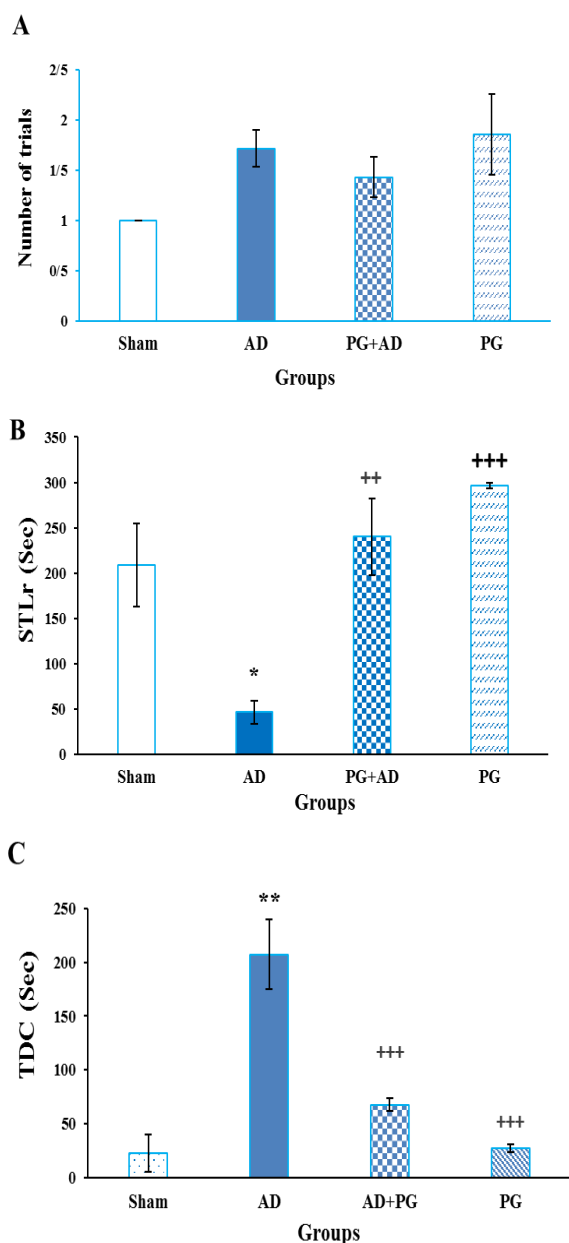 A
Number of trials
2/5
2
1/5
1
0/5
0
Sham AD PG+AD PG
Groups
B
STLr (Sec)
350
300
250
200
150
100
50
0
++
+++
*
Sham AD PG+AD PG
Groups
C
TDC (Sec)
250
200
150
100
50
0
**
+++
+++
Sham AD AD+PG PG
Groups